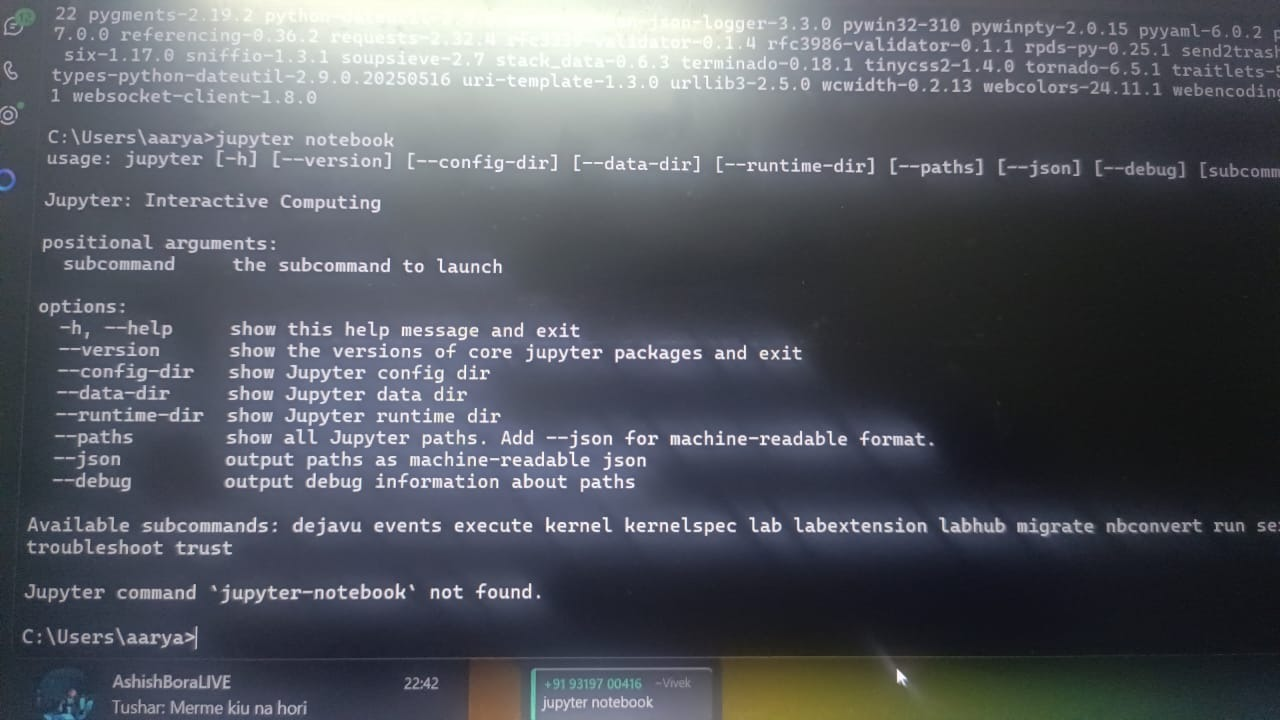 22 pygments-2.19.2 json-logger-3.3.0 pywin32-310 pywinpty-2.0.15 pyyaml-6.0.2
7.0.0 referencing-0.36.2 requests-2.32.4 validator-0.1.4 rfc3986-validator-0.1.1 rpds-py-0.25.1 send2trash
six-1.17.0 sniffio-1.3.1 soupsieve-2.7 stack_data-0.6.3 terminado-0.18.1 tinycss2-1.4.0 tornado-6.5.1 traitlets-
types-python-dateutil-2.9.0.20250516 uri-template-1.3.0 urllib3-2.5.0 wcwidth-0.2.13 webcolors-24.11.1 webencoding
1 websocket-client-1.8.0
C:\Users\aarya>jupyter notebook
usage: jupyter [-h] [--version] [--config-dir] [--data-dir] [--runtime-dir] [--paths] [--json] [--debug] [subcomm
Jupyter: Interactive Computing
positional arguments:
subcommand the subcommand to launch
options:
-h, --help show this help message and exit
--version show the versions of core jupyter packages and exit
--config-dir show Jupyter config dir
--data-dir show Jupyter data dir
--runtime-dir show Jupyter runtime dir
--paths show all Jupyter paths. Add --json for machine-readable format.
--json output paths as machine-readable json
--debug output debug information about paths
Available subcommands: dejavu events execute kernel kernelspec lab labextension labhub migrate nbconvert run se
troubleshoot trust
Jupyter command `jupyter-notebook` not found.
C:\Users\aarya>
AshishBoraLIVE 22:42
Tushar: Merme kiu na hori
+91 93197 00416 ~Vivek
jupyter notebook